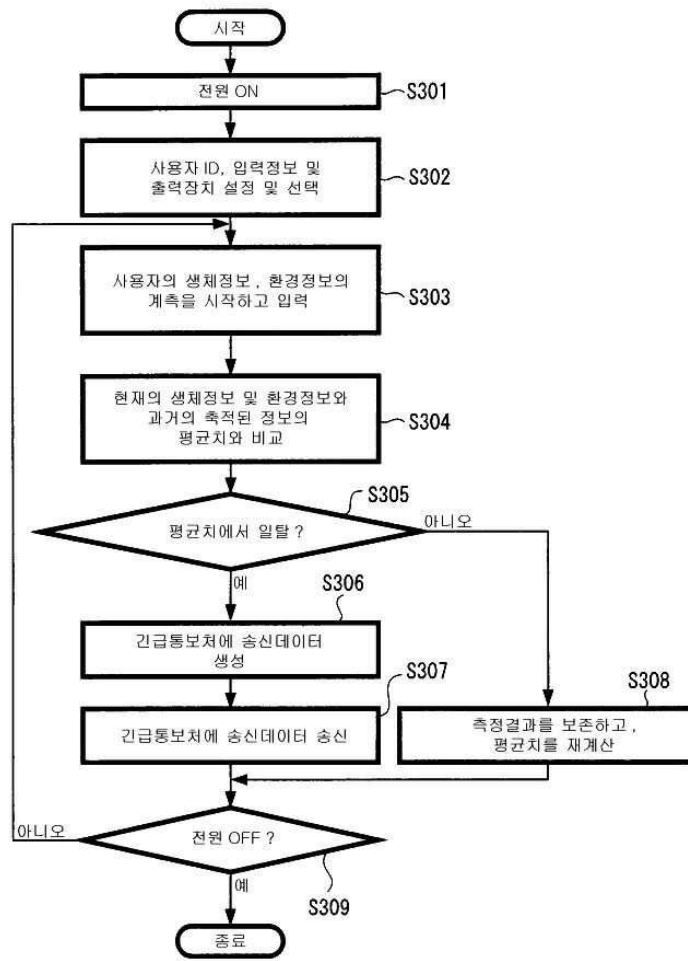 시작
전원 ON
S301
사용자 ID, 입력정보 및
출력장치 설정 및 선택
S302
사용자의 생체정보, 환경정보의
계측을 시작하고 입력
S303
현재의 생체정보 및 환경정보와
과거의 축적된 정보의
평균치와 비교
S304
S305
평균치에서 일탈 ?
아니오
예
S306
긴급통보처에 송신데이터
생성
S307
긴급통보처에 송신데이터 송신
S308
측정결과를 보존하고,
평균치를 재계산
아니오
전원 OFF ?
예
S309
종료